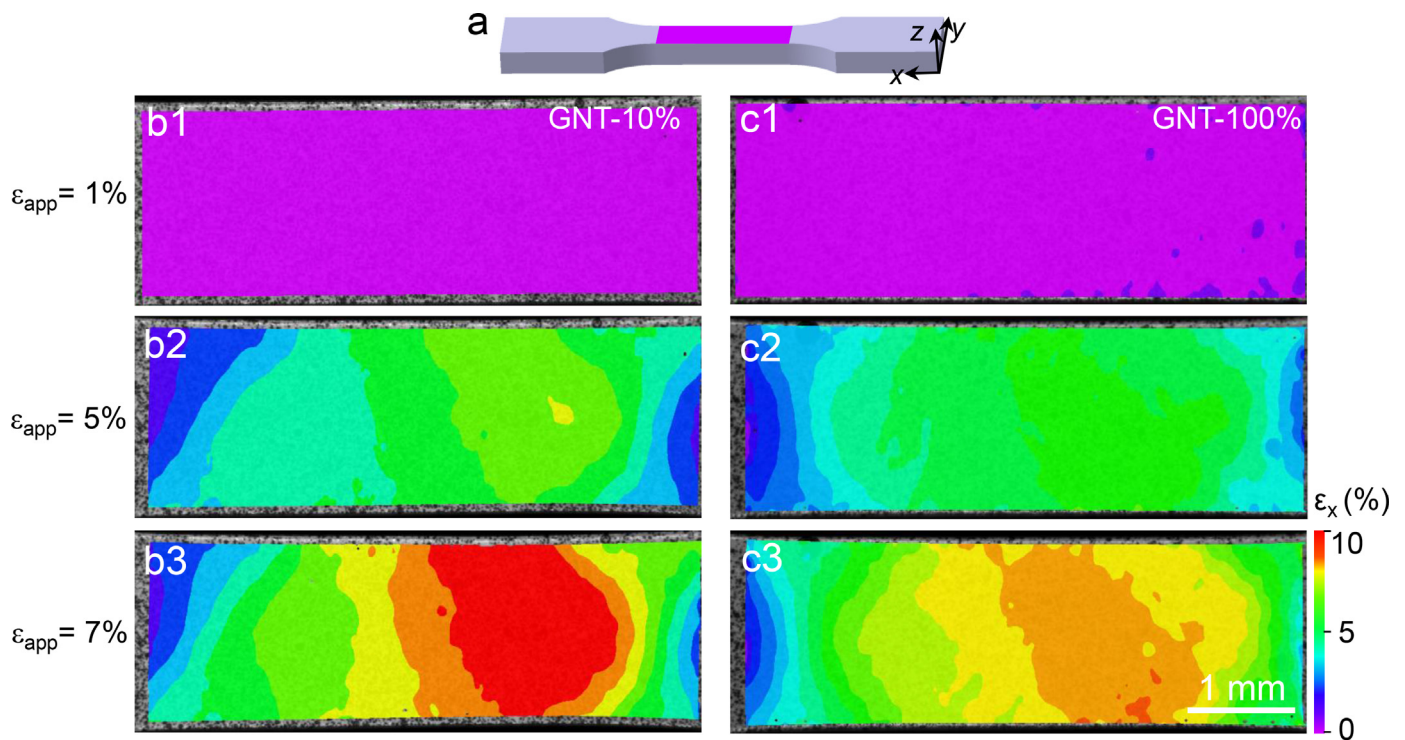 a
z y
x
b1 GNT-10% c1 GNT-100%
εapp= 1%
b2 c2
εapp= 5%
εx (%)
b3 c3 10
εapp= 7% 5
1 mm
0